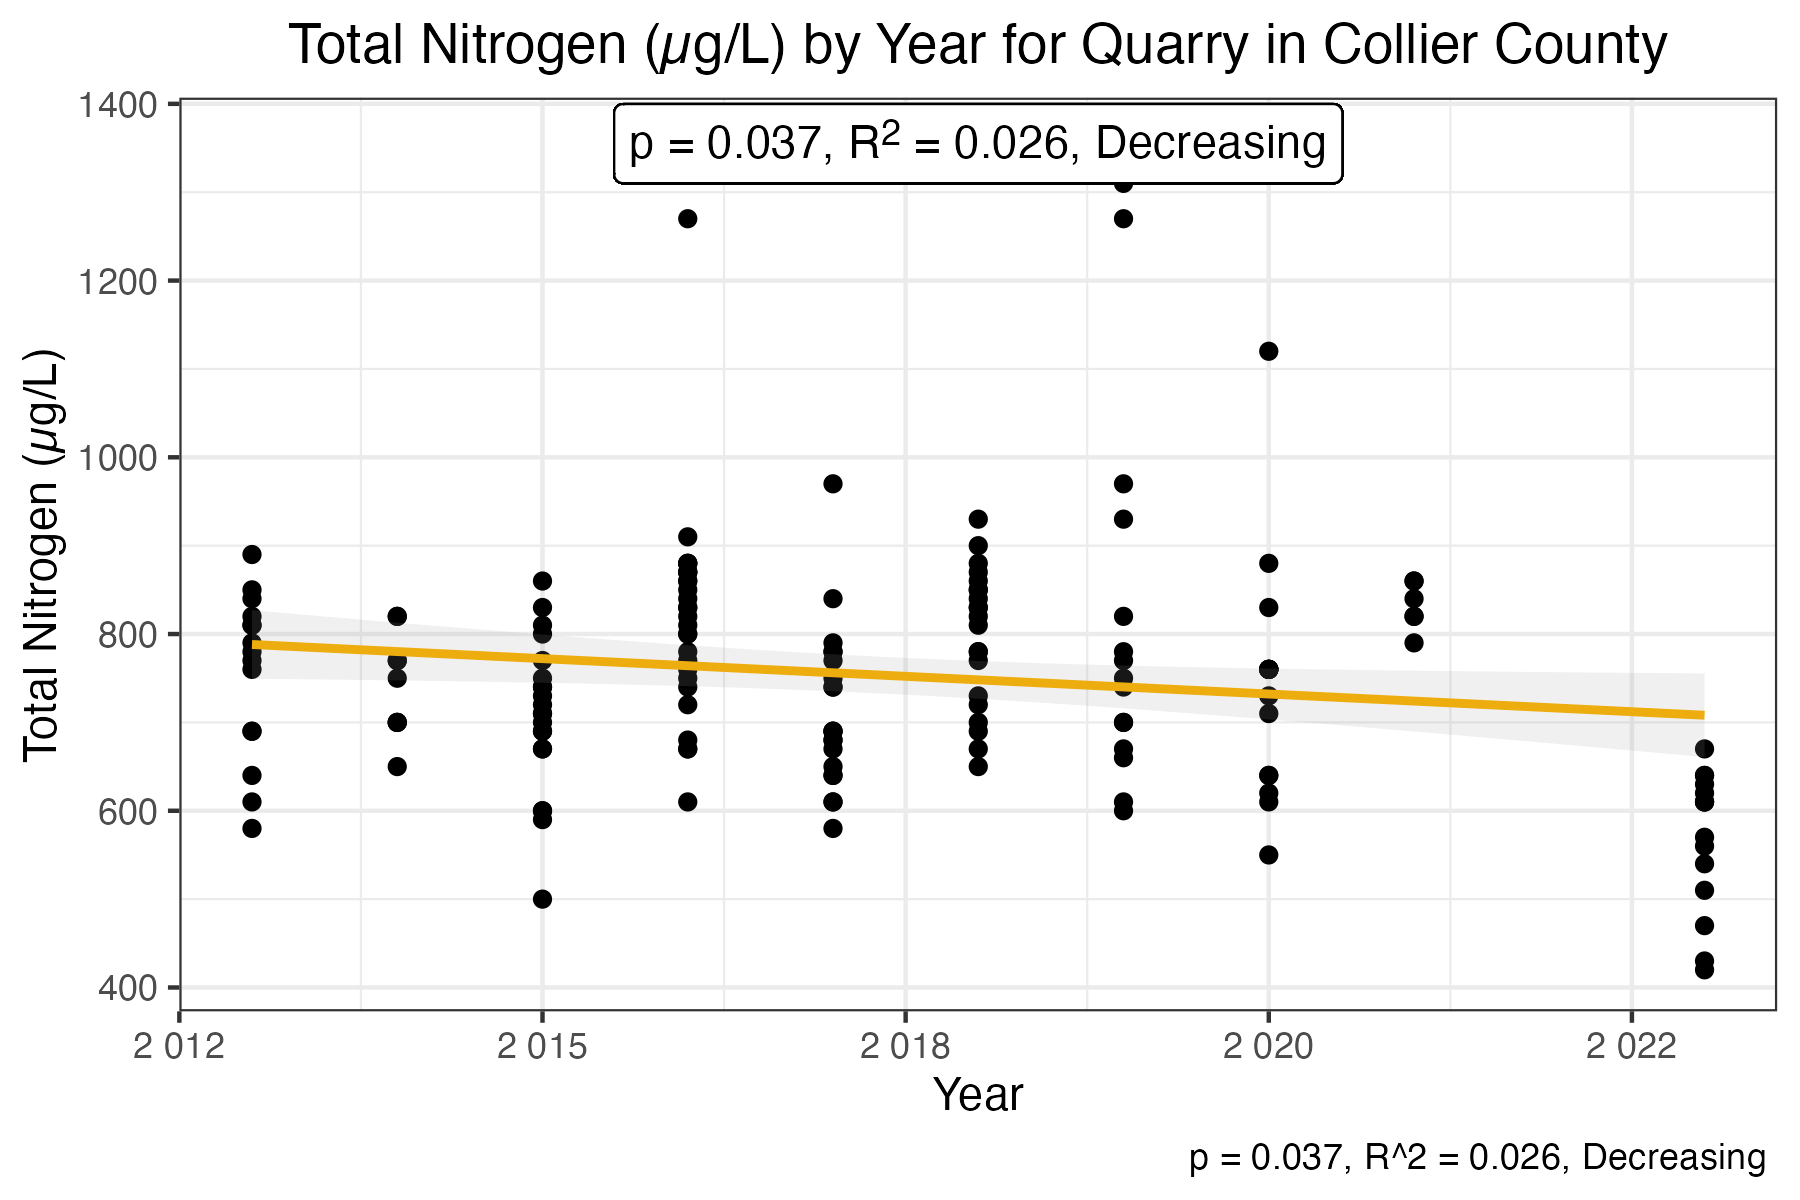 Total Nitrogen (µg/L) by Year for Quarry in Collier County
p = 0.037, R² = 0.026, Decreasing
Total Nitrogen (µg/L)
1400
1200
1000
800
600
400
2 012 2 015 2 018 2 020 2 022
Year
p = 0.037, R^2 = 0.026, Decreasing